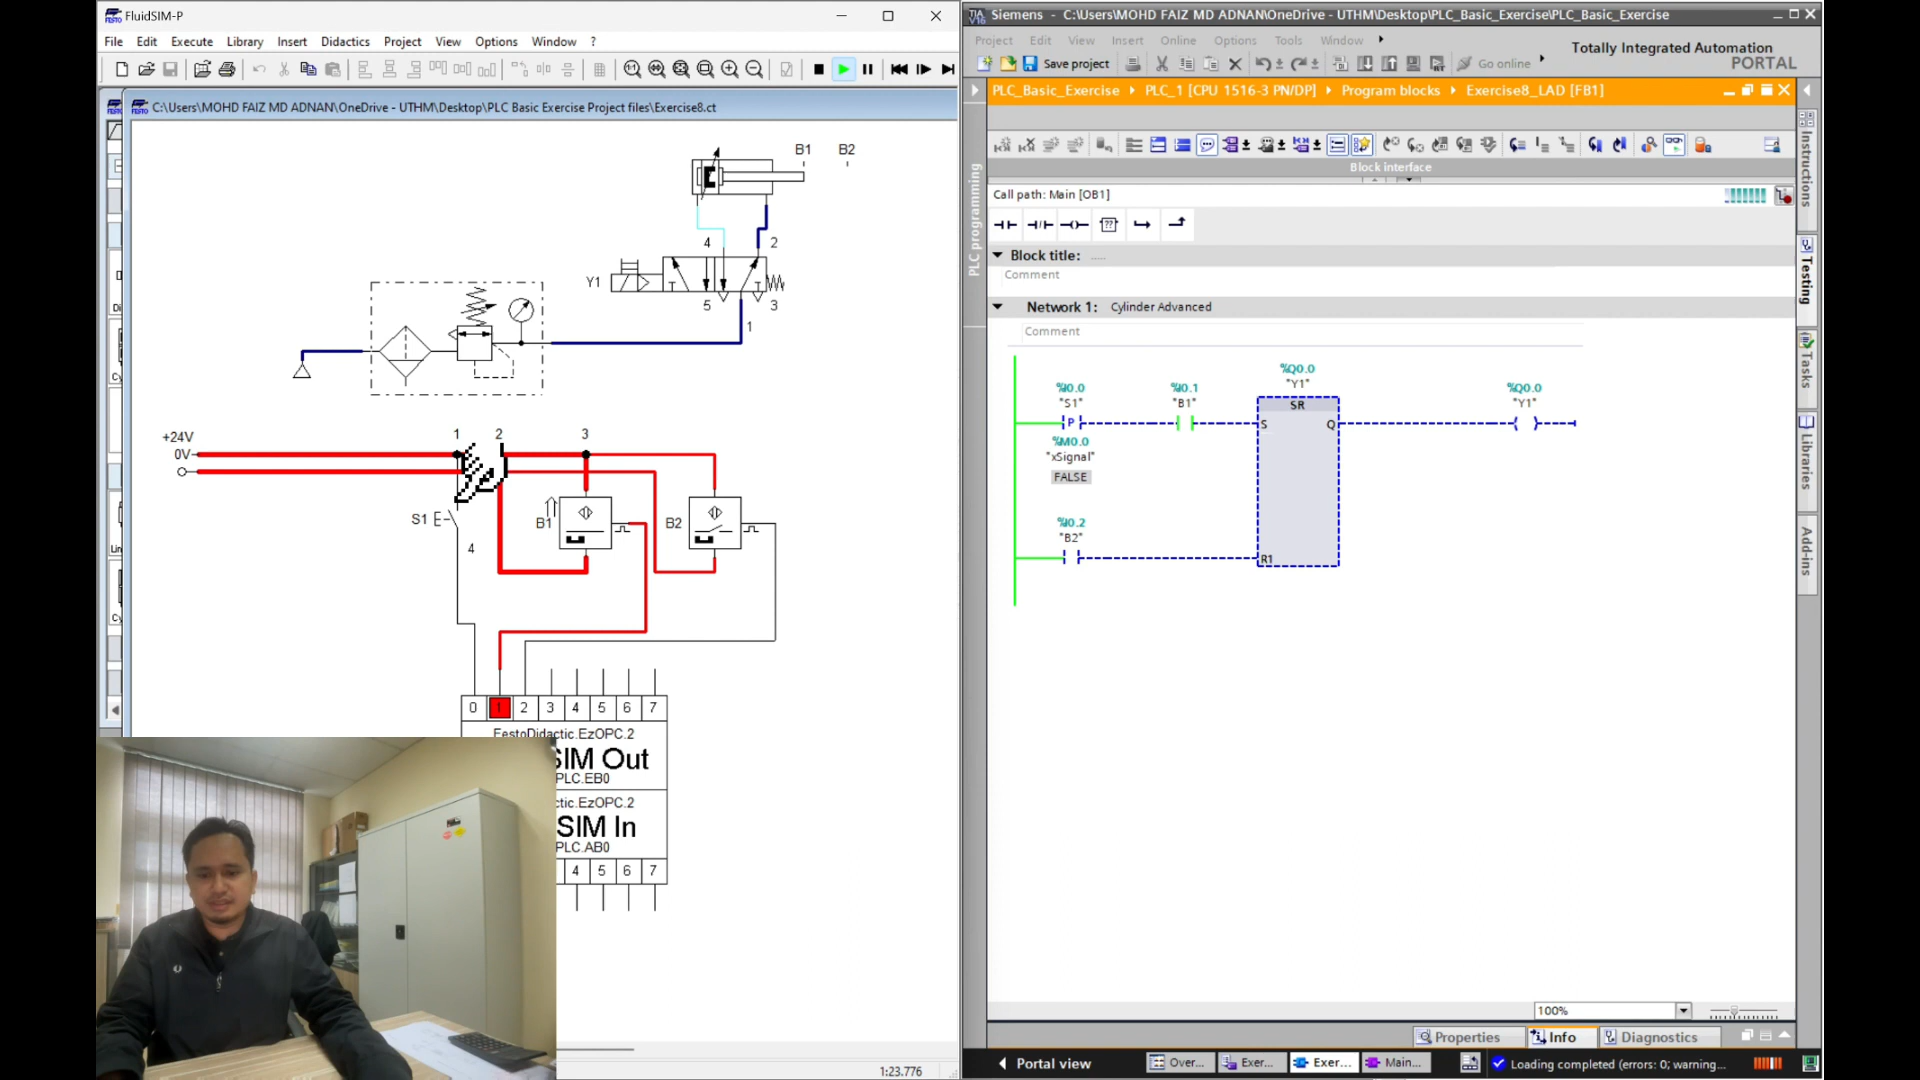 FluidSIM-P
File Edit Execute Library Insert Didactics Project View Options Window ?
C:\Users\MOHD FAIZ MD ADNAN\OneDrive - UTHM\Desktop\PLC Basic Exercise Project files\Exercise8.ct
B1 B2
4 2
Y1
5 3
1
+24V
0V
1 2 3
S1
B1
B2
4
0 1 2 3 4 5 6 7
FestoDidactic.EzOPC.2
SIM Out
PLC.EB0
ctic.EzOPC.2
SIM In
PLC.AB0
4 5 6 7
1:23.776
Siemens - C:\Users\MOHD FAIZ MD ADNAN\OneDrive - UTHM\Desktop\PLC_Basic_Exercise\PLC_Basic_Exercise
Project Edit View Insert Online Options Tools Window
Totally Integrated Automation
PORTAL
Save project
Go online
PLC_Basic_Exercise PLC_1 [CPU 1516-3 PN/DP] Program blocks Exercise8_LAD [FB1]
Block interface
Call path: Main [OB1]
Block title: .....
Comment
Network 1: Cylinder Advanced
Comment
%I0.0
"S1"
P
%M0.0
"xSignal"
FALSE
%I0.1
"B1"
%Q0.0
"Y1"
SR
S Q
R1
%Q0.0
"Y1"
%I0.2
"B2"
PLC programming
Instructions
Testing
Tasks
Libraries
Add-ins
100%
Properties Info Diagnostics
Portal view
Over... Exer... Exer... Main...
Loading completed (errors: 0; warning...